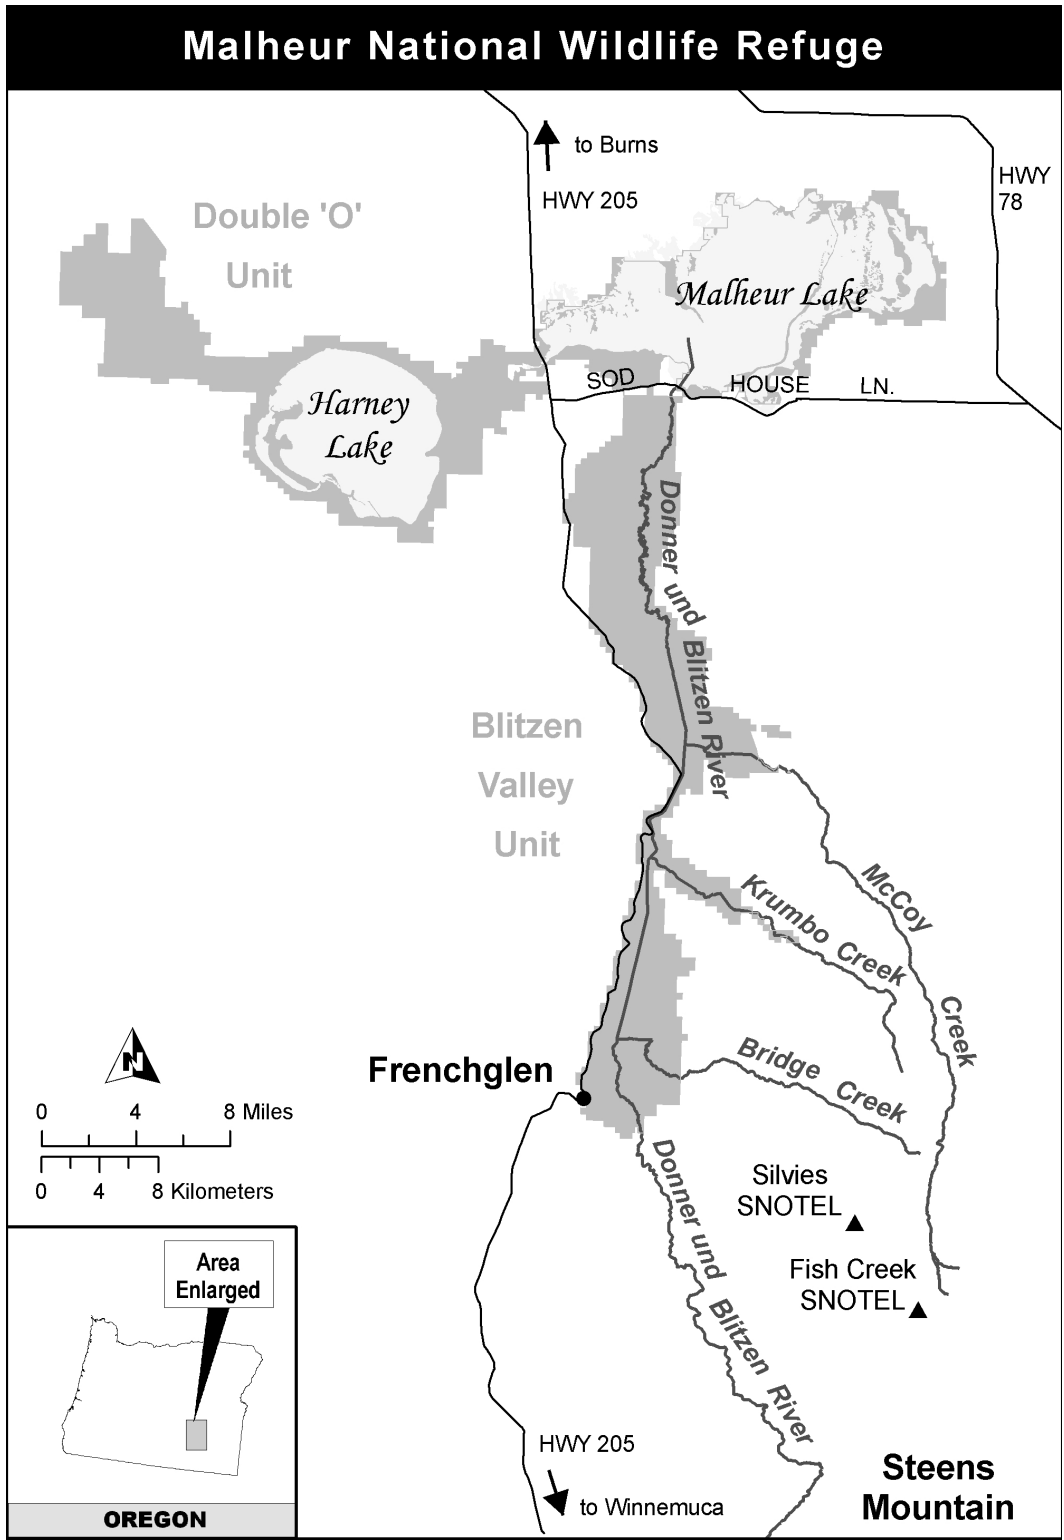 Malheur National Wildlife Refuge
to Burns
HWY 205
HWY
78
Double 'O'
Unit
Malheur Lake
SOD HOUSE LN.
Harney
Lake
Donner und Blitzen River
Blitzen
Valley
Unit
McCoy Creek
Krumbo Creek
Bridge Creek
Frenchglen
N
0 4 8 Miles
0 4 8 Kilometers
Donner und Blitzen River
Silvies
SNOTEL
Fish Creek
SNOTEL
Area
Enlarged
HWY 205
to Winnemuca
Steens
Mountain
OREGON